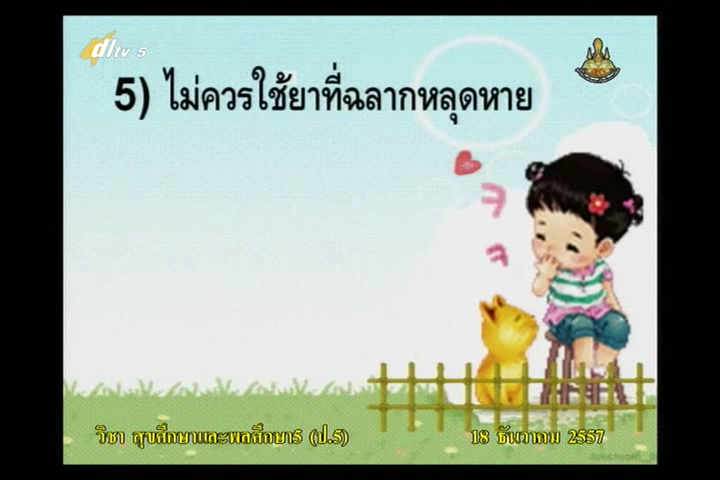 dltv 5
5) ไม่ควรใช้ยาที่ฉลากหลุดหาย
ㅋ
ㅋ
วิชา สุขศึกษาและพลศึกษา5 (ป.5)
18 ธันวาคม 2557